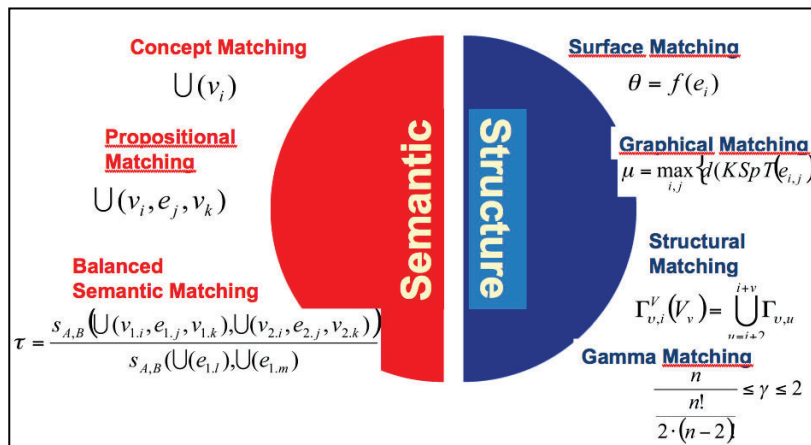 Concept Matching
⋃(v_i)
Propositional
Matching
⋃(v_i, e_j, v_k)
Balanced
Semantic Matching
τ = s_{A,B}(⋃(v_{1.i}, e_{1.j}, v_{1.k}), ⋃(v_{2.i}, e_{2.j}, v_{2.k})) / s_{A,B}(⋃(e_{1.l}), ⋃(e_{1.m}))
Semantic
Structure
Surface Matching
θ = f(e_i)
Graphical Matching
μ = max_{i,j} {d(KSpT(e_{i,j})
Structural
Matching
Γ^V_{υ,i}(V_v) = ⋃_{u=i+2}^{i+v} Γ_{υ,u}
Gamma Matching
n / (n! / (2·(n−2)!)) ≤ γ ≤ 2